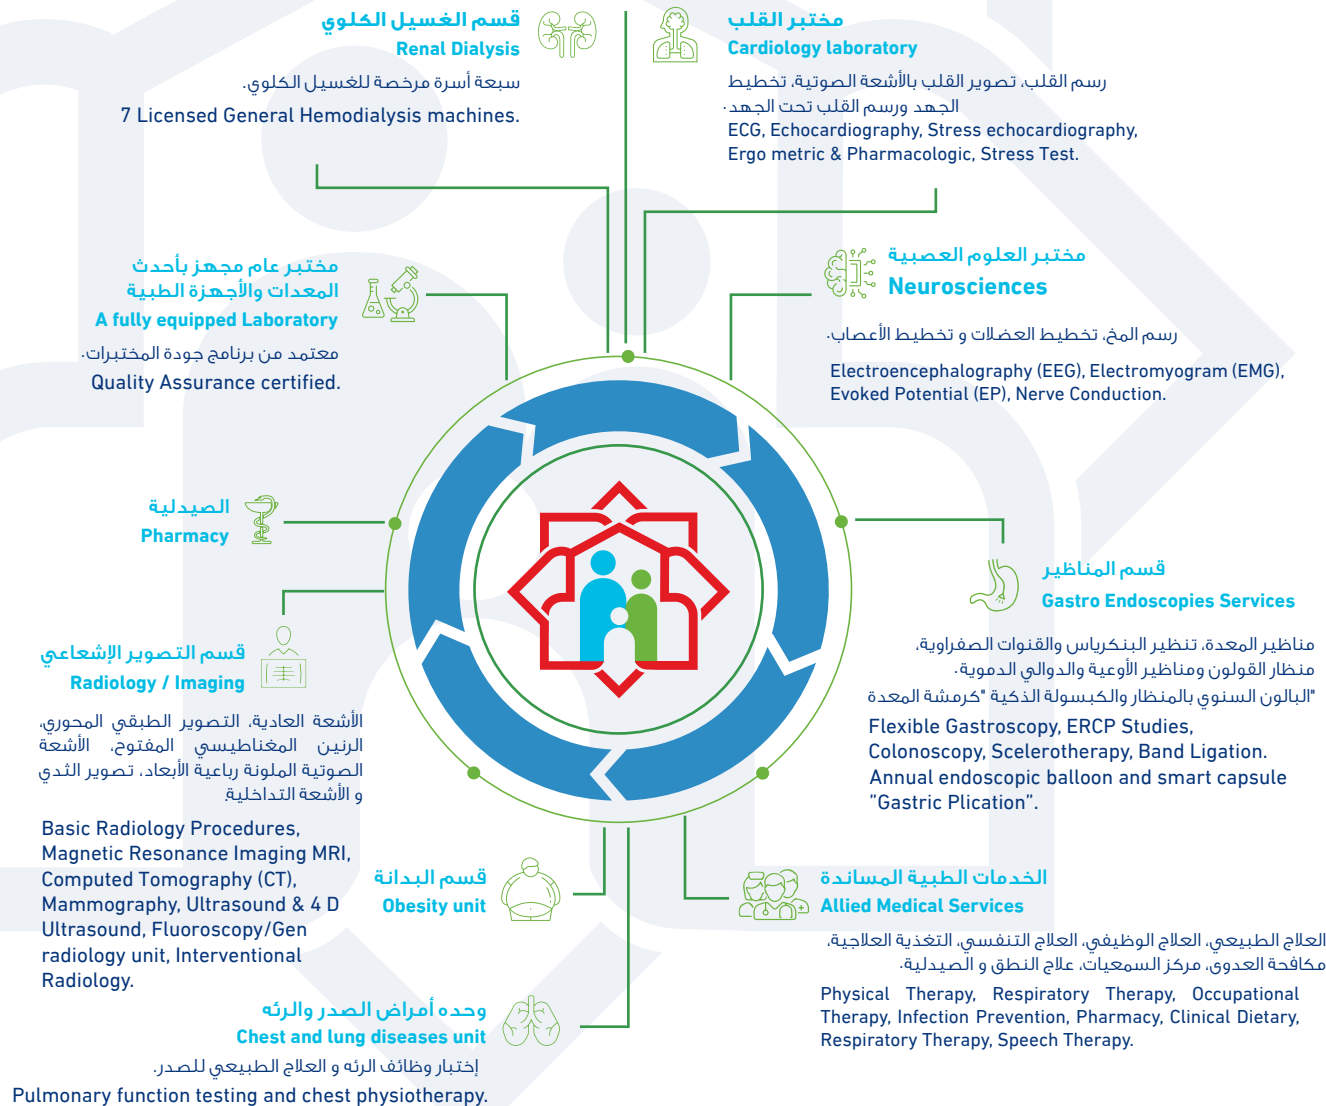 قسم الغسيل الكلوي
Renal Dialysis
سبعة أسرة مرخصة للغسيل الكلوي.
7 Licensed General Hemodialysis machines.
مختبر القلب
Cardiology laboratory
رسم القلب، تصوير القلب بالأشعة الصوتية، تخطيط
الجهد ورسم القلب تحت الجهد.
ECG, Echocardiography, Stress echocardiography,
Ergo metric & Pharmacologic, Stress Test.
مختبر عام مجهز بأحدث
المعدات والأجهزة الطبية
A fully equipped Laboratory
معتمد من برنامج جودة المختبرات.
Quality Assurance certified.
مختبر العلوم العصبية
Neurosciences
رسم المخ، تخطيط العضلات و تخطيط الأعصاب.
Electroencephalography (EEG), Electromyogram (EMG),
Evoked Potential (EP), Nerve Conduction.
الصيدلية
Pharmacy
قسم المناظير
Gastro Endoscopies Services
مناظير المعدة، تنظير البنكرياس والقنوات الصفراوية،
منظار القولون ومناظير الأوعية والدوالي الدموية.
"البالون السنوي بالمنظار والكبسولة الذكية "كرمشة المعدة
Flexible Gastroscopy, ERCP Studies,
Colonoscopy, Scelerotherapy, Band Ligation.
Annual endoscopic balloon and smart capsule
”Gastric Plication”.
قسم التصوير الإشعاعي
Radiology / Imaging
الأشعة العادية، التصوير الطبقي المحوري،
الرنين المغناطيسي المفتوح، الأشعة
الصوتية الملونة رباعية الأبعاد، تصوير الثدي
و الأشعة التداخلية.
Basic Radiology Procedures,
Magnetic Resonance Imaging MRI,
Computed Tomography (CT),
Mammography, Ultrasound & 4 D
Ultrasound, Fluoroscopy/Gen
radiology unit, Interventional
Radiology.
قسم البدانة
Obesity unit
الخدمات الطبية المساندة
Allied Medical Services
العلاج الطبيعي، العلاج الوظيفي، العلاج التنفسي، التغذية العلاجية،
مكافحة العدوى، مركز السمعيات، علاج النطق و الصيدلية.
Physical Therapy, Respiratory Therapy, Occupational
Therapy, Infection Prevention, Pharmacy, Clinical Dietary,
Respiratory Therapy, Speech Therapy.
وحده أمراض الصدر والرئه
Chest and lung diseases unit
إختبار وظائف الرئه و العلاج الطبيعي للصدر.
Pulmonary function testing and chest physiotherapy.